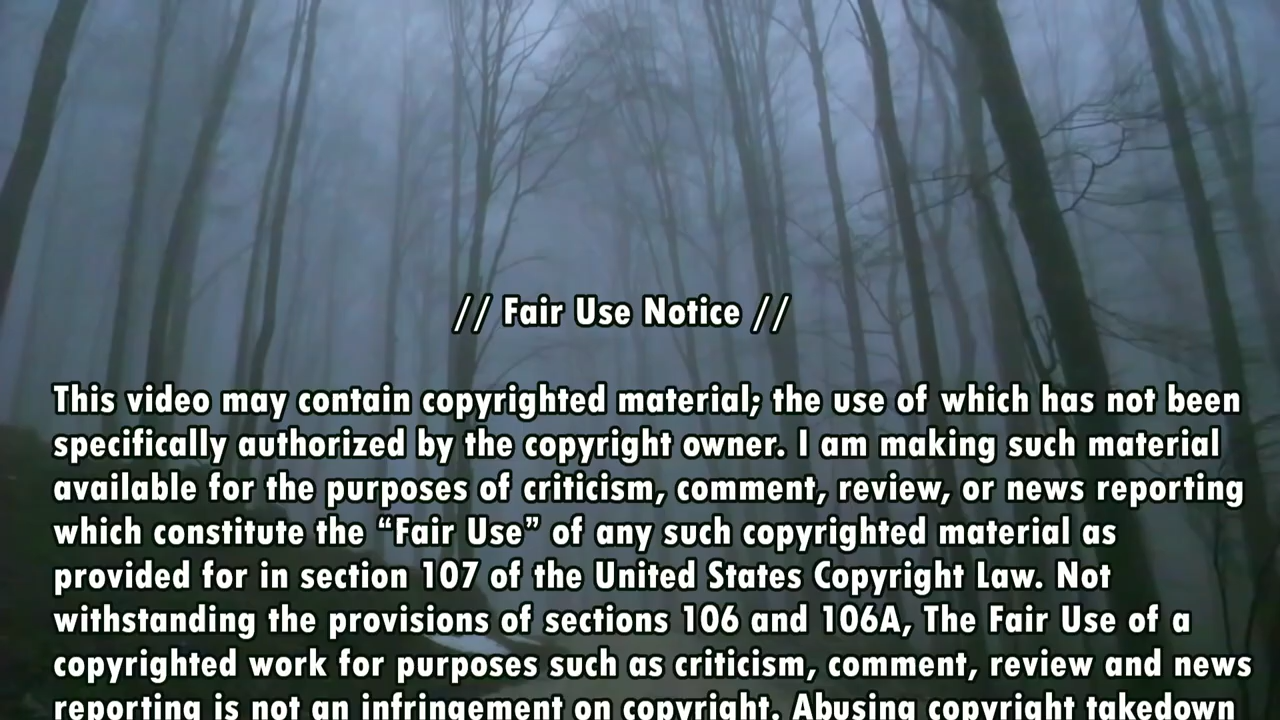 // Fair Use Notice //
This video may contain copyrighted material; the use of which has not been
specifically authorized by the copyright owner. I am making such material
available for the purposes of criticism, comment, review, or news reporting
which constitute the “Fair Use” of any such copyrighted material as
provided for in section 107 of the United States Copyright Law. Not
withstanding the provisions of sections 106 and 106A, The Fair Use of a
copyrighted work for purposes such as criticism, comment, review and news
reporting is not an infringement on copyright. Abusing copyright takedown